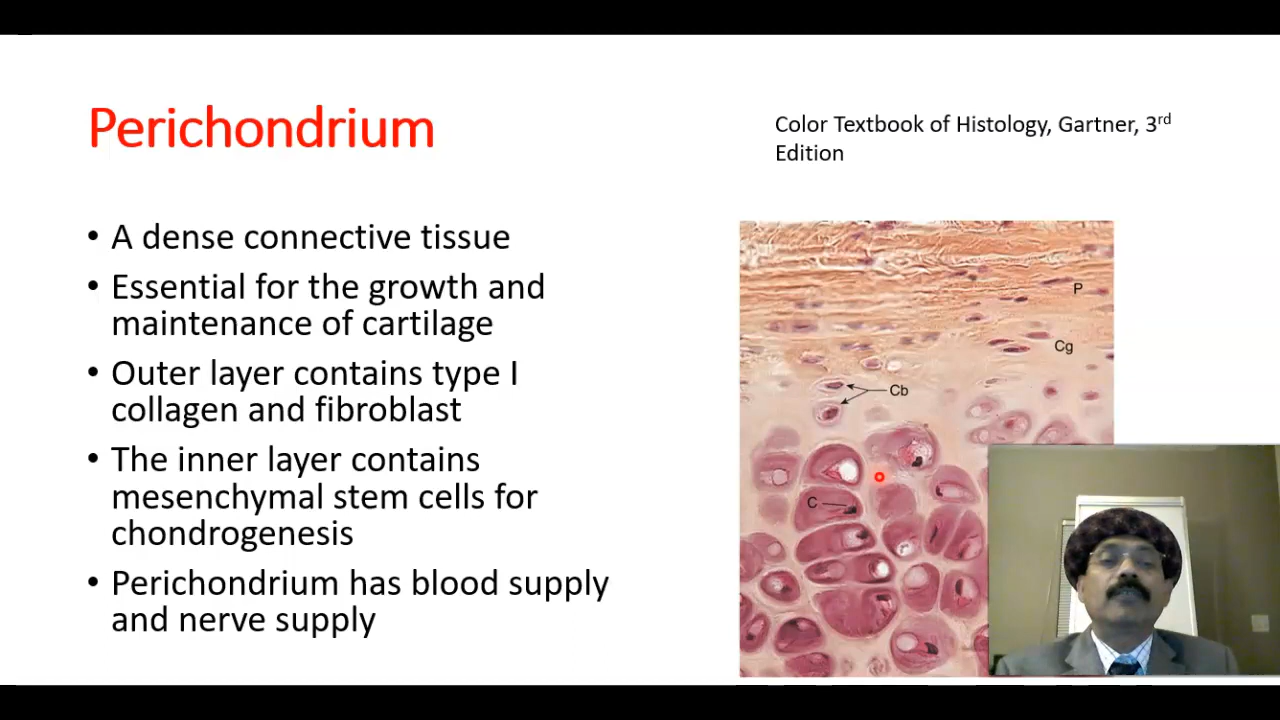 Perichondrium
Color Textbook of Histology, Gartner, 3rd
Edition
• A dense connective tissue
• Essential for the growth and
maintenance of cartilage
• Outer layer contains type I
collagen and fibroblast
• The inner layer contains
mesenchymal stem cells for
chondrogenesis
• Perichondrium has blood supply
and nerve supply
P
Cg
Cb
C